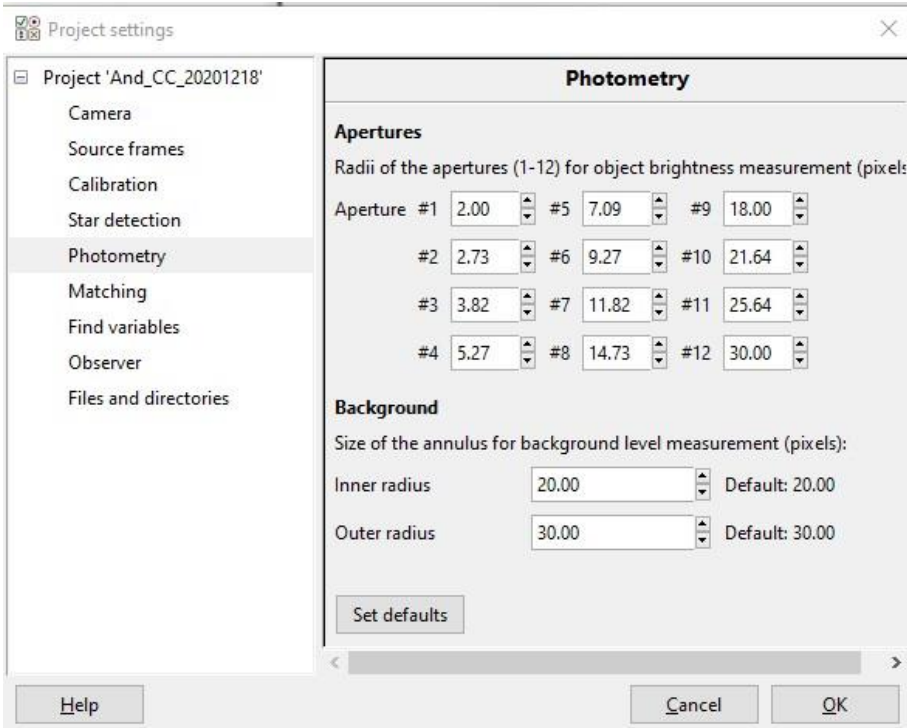 Project settings
Project 'And_CC_20201218'
Camera
Source frames
Calibration
Star detection
Photometry
Matching
Find variables
Observer
Files and directories
Photometry
Apertures
Radii of the apertures (1-12) for object brightness measurement (pixels
Aperture #1 2.00 #5 7.09 #9 18.00
#2 2.73 #6 9.27 #10 21.64
#3 3.82 #7 11.82 #11 25.64
#4 5.27 #8 14.73 #12 30.00
Background
Size of the annulus for background level measurement (pixels):
Inner radius 20.00 Default: 20.00
Outer radius 30.00 Default: 30.00
Set defaults
Help Cancel OK